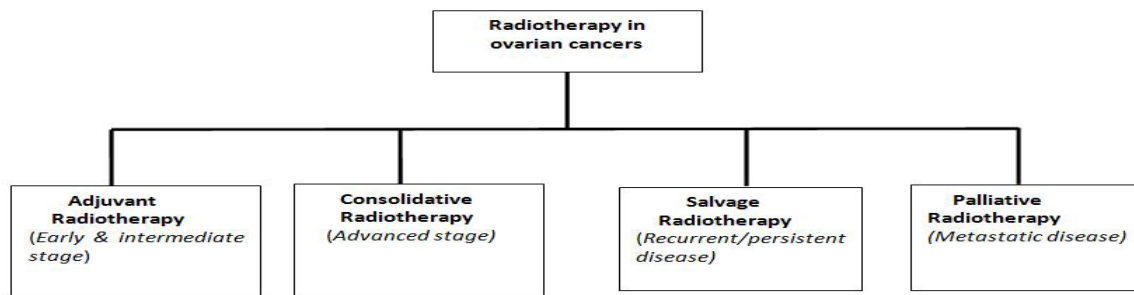 Radiotherapy in
ovarian cancers
Adjuvant
Radiotherapy
(Early & intermediate
stage)
Consolidative
Radiotherapy
(Advanced stage)
Salvage
Radiotherapy
(Recurrent/persistent
disease)
Palliative
Radiotherapy
(Metastatic disease)